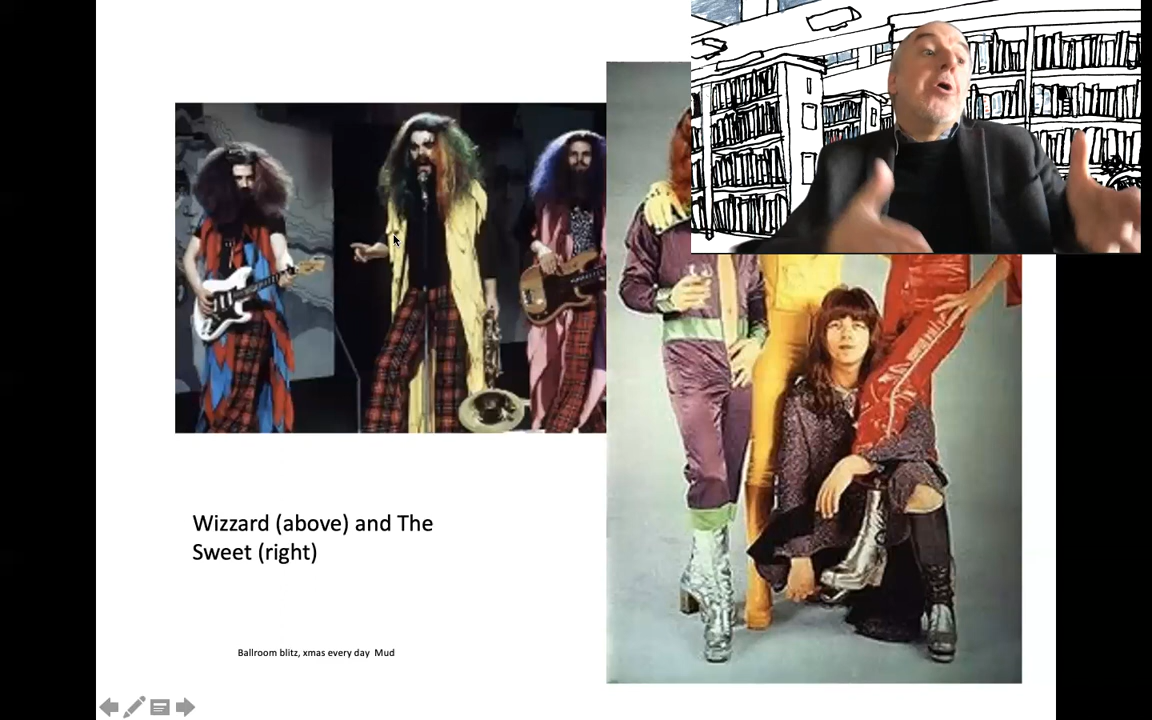 Wizzard (above) and The
Sweet (right)
Ballroom blitz, xmas every day  Mud